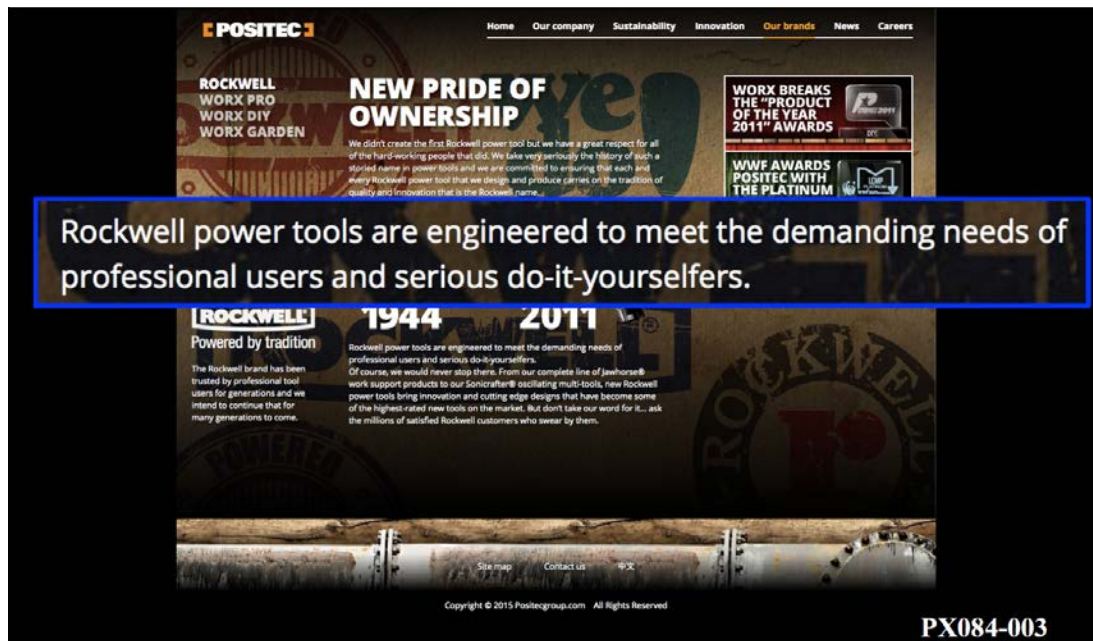 POSITEC
Home Our company Sustainability Innovation Our brands News Careers
ROCKWELL
WORX PRO
WORX DIY
WORX GARDEN
NEW PRIDE OF
OWNERSHIP
We didn't create the first Rockwell power tool but we have a great respect for all
of the hard-working people that did. We take very seriously the history of such a
storied name in power tools and we are committed to ensuring that each and
every Rockwell power tool that we design and produce carries on the tradition of
quality and innovation that is the Rockwell name.
WORX BREAKS
THE "PRODUCT
OF THE YEAR
2011" AWARDS
WWF AWARDS
POSITEC WITH
THE PLATINUM
Rockwell power tools are engineered to meet the demanding needs of
professional users and serious do-it-yourselfers.
ROCKWELL
Powered by tradition
The Rockwell brand has been
trusted by professional tool
users for generations and we
intend to continue that for
many generations to come.
1944 2011
Rockwell power tools are engineered to meet the demanding needs of
professional users and serious do-it-yourselfers.
Of course, we would never stop there. From our complete line of Jawhorse®
work support products to our Sonicrafter® oscillating multi-tools, new Rockwell
power tools bring innovation and cutting edge designs that have become some
of the highest-rated new tools on the market. But don't take our word for it... ask
the millions of satisfied Rockwell customers who swear by them.
ROCKWELL
POWERED
Site map Contact us 中文
Copyright © 2015 Positecgroup.com All Rights Reserved
PX084-003